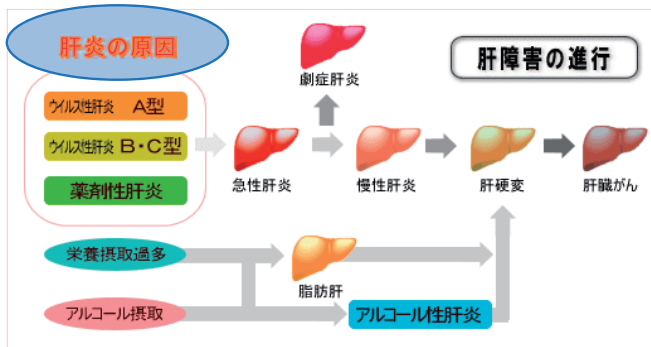 肝炎の原因
肝障害の進行
劇症肝炎
ウイルス性肝炎 A型
ウイルス性肝炎 B・C型
薬剤性肝炎
急性肝炎
慢性肝炎
肝硬変
肝臓がん
栄養摂取過多
脂肪肝
アルコール摂取
アルコール性肝炎